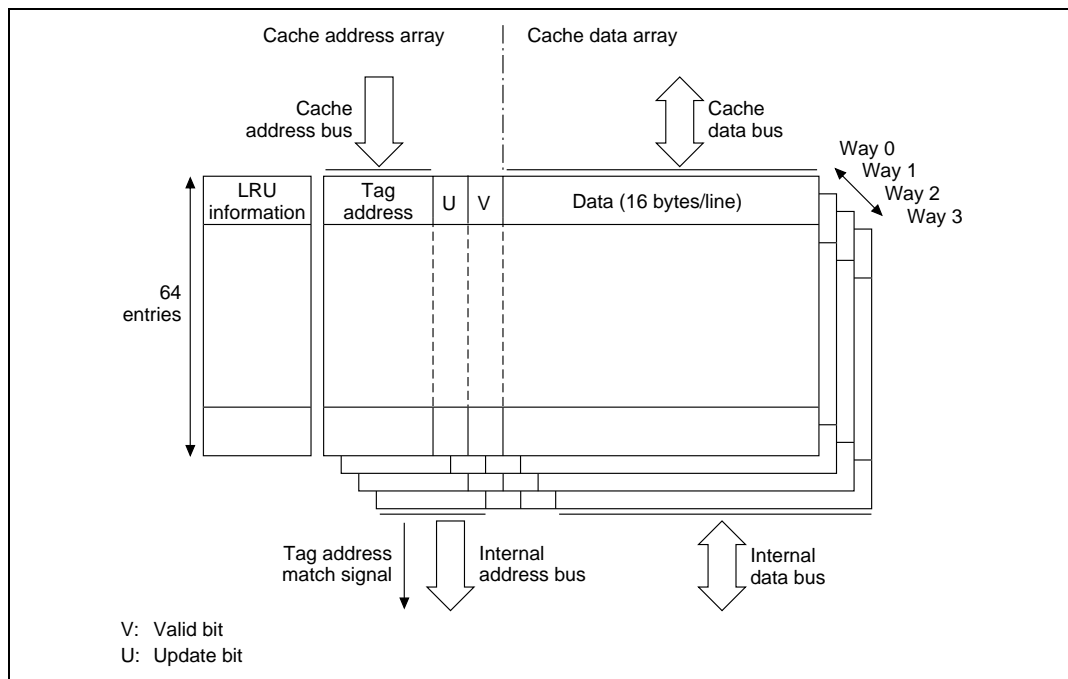 Cache address array
Cache data array
Cache
address bus
Cache
data bus
Way 0
Way 1
Way 2
Way 3
LRU
information
Tag
address
U
V
Data (16 bytes/line)
64
entries
Tag address
match signal
Internal
address bus
Internal
data bus
V: Valid bit
U: Update bit